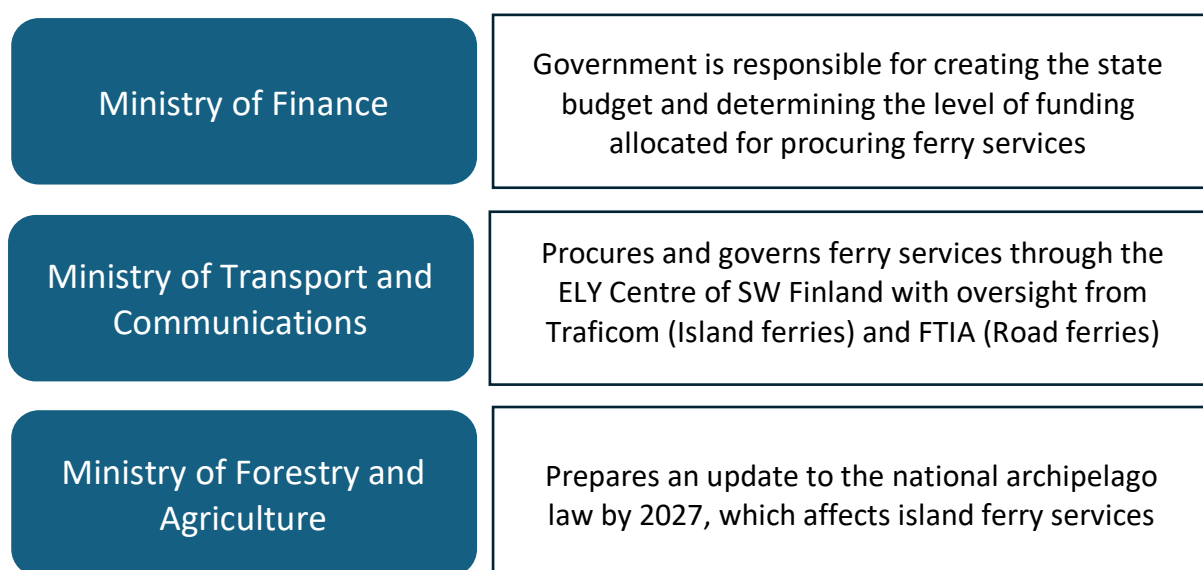 Ministry of Finance
Government is responsible for creating the state
budget and determining the level of funding
allocated for procuring ferry services
Ministry of Transport and
Communications
Procures and governs ferry services through the
ELY Centre of SW Finland with oversight from
Traficom (Island ferries) and FTIA (Road ferries)
Ministry of Forestry and
Agriculture
Prepares an update to the national archipelago
law by 2027, which affects island ferry services